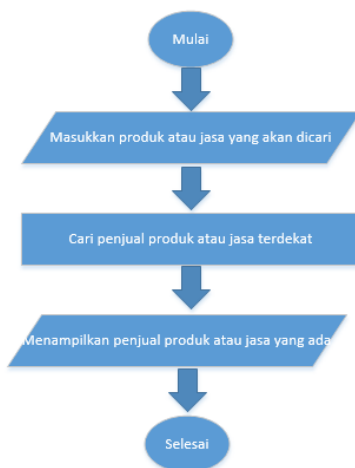 Mulai
Masukkan produk atau jasa yang akan dicari
Cari penjual produk atau jasa terdekat
Menampilkan penjual produk atau jasa yang ada
Selesai